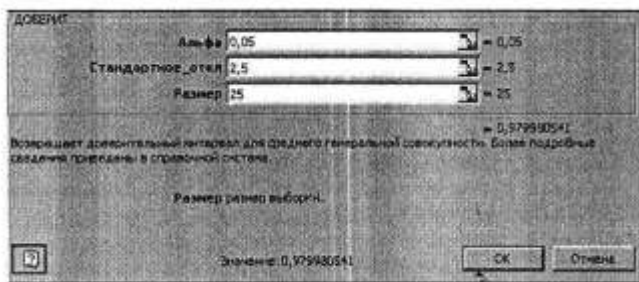 ДОВЕРИТ
Альфа 0,05 = 0,05
Стандартное_откл 2,5 = 2,5
Размер 25 = 25
= 0,979980541
Возвращает доверительный интервал для среднего генеральной совокупности. Более подробные
сведения приведены в справочной системе.
Размер размер выборки.
Значение:0,979980541
ОК
Отмена